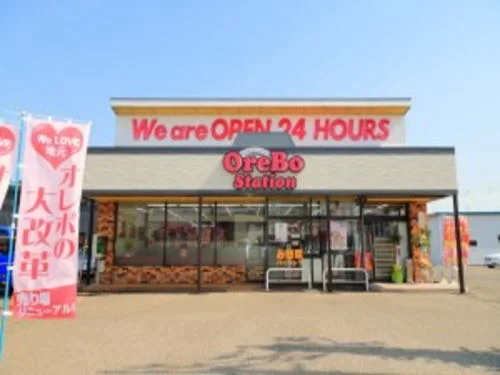 We are OPEN 24 HOURS
OreBo
Station
We LOVE
地元
オレボの
大改革
売り場
リニューアル!